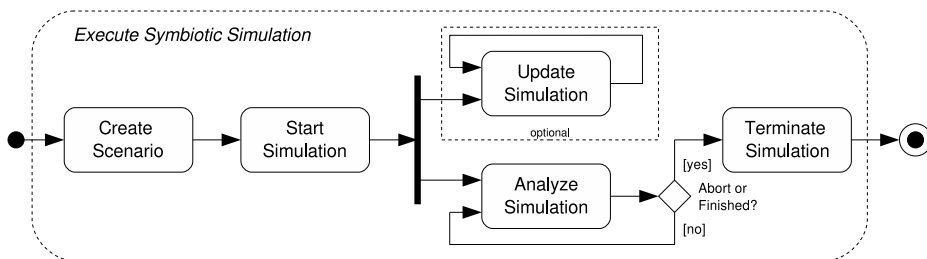 Execute Symbiotic Simulation
Create
Scenario
Start
Simulation
Update
Simulation
optional
Analyze
Simulation
[yes]
Abort or
Finished?
[no]
Terminate
Simulation